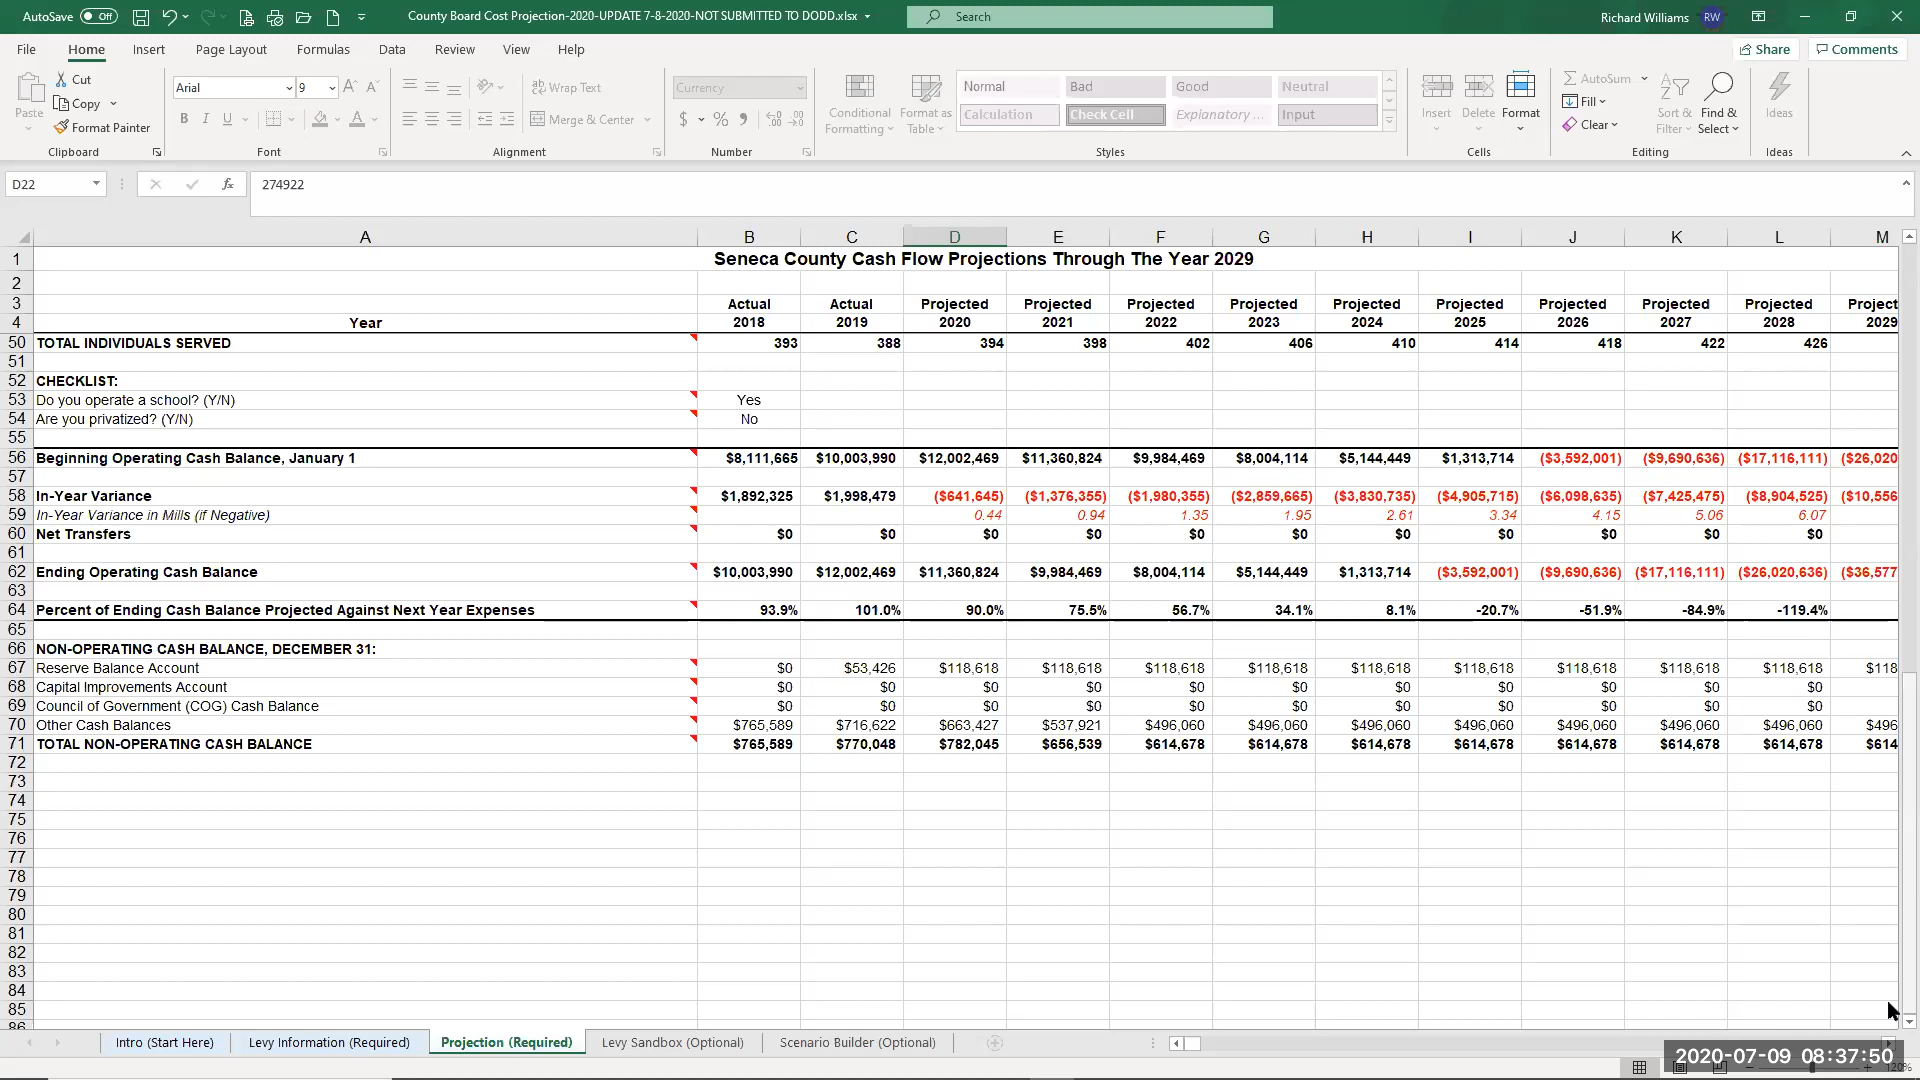 AutoSave Off County Board Cost Projection-2020-UPDATE 7-8-2020-NOT SUBMITTED TO DODD.xlsx Search Richard Williams RW
File Home Insert Page Layout Formulas Data Review View Help Share Comments
Paste Cut Copy Format Painter Clipboard
Arial 9 B I U A Font
Wrap Text Merge & Center Alignment
Currency $ % Number
Conditional Formatting Format as Table
Normal Bad Good Neutral
Calculation Check Cell Explanatory ... Input
Styles
Insert Delete Format Cells
AutoSum Fill Clear Sort & Filter Find & Select Editing
Ideas Ideas
D22 fx 274922
A B C D E F G H I J K L M
1 Seneca County Cash Flow Projections Through The Year 2029
2
3 Actual Actual Projected Projected Projected Projected Projected Projected Projected Projected Projected Project
4 Year 2018 2019 2020 2021 2022 2023 2024 2025 2026 2027 2028 2029
50 TOTAL INDIVIDUALS SERVED 393 388 394 398 402 406 410 414 418 422 426
51
52 CHECKLIST:
53 Do you operate a school? (Y/N) Yes
54 Are you privatized? (Y/N) No
55
56 Beginning Operating Cash Balance, January 1 $8,111,665 $10,003,990 $12,002,469 $11,360,824 $9,984,469 $8,004,114 $5,144,449 $1,313,714 ($3,592,001) ($9,690,636) ($17,116,111) ($26,020
57
58 In-Year Variance $1,892,325 $1,998,479 ($641,645) ($1,376,355) ($1,980,355) ($2,859,665) ($3,830,735) ($4,905,715) ($6,098,635) ($7,425,475) ($8,904,525) ($10,556
59 In-Year Variance in Mills (if Negative) 0.44 0.94 1.35 1.95 2.61 3.34 4.15 5.06 6.07
60 Net Transfers $0 $0 $0 $0 $0 $0 $0 $0 $0 $0 $0
61
62 Ending Operating Cash Balance $10,003,990 $12,002,469 $11,360,824 $9,984,469 $8,004,114 $5,144,449 $1,313,714 ($3,592,001) ($9,690,636) ($17,116,111) ($26,020,636) ($36,577
63
64 Percent of Ending Cash Balance Projected Against Next Year Expenses 93.9% 101.0% 90.0% 75.5% 56.7% 34.1% 8.1% -20.7% -51.9% -84.9% -119.4%
65
66 NON-OPERATING CASH BALANCE, DECEMBER 31:
67 Reserve Balance Account $0 $53,426 $118,618 $118,618 $118,618 $118,618 $118,618 $118,618 $118,618 $118,618 $118,618 $118
68 Capital Improvements Account $0 $0 $0 $0 $0 $0 $0 $0 $0 $0 $0
69 Council of Government (COG) Cash Balance $0 $0 $0 $0 $0 $0 $0 $0 $0 $0 $0
70 Other Cash Balances $765,589 $716,622 $663,427 $537,921 $496,060 $496,060 $496,060 $496,060 $496,060 $496,060 $496,060 $496
71 TOTAL NON-OPERATING CASH BALANCE $765,589 $770,048 $782,045 $656,539 $614,678 $614,678 $614,678 $614,678 $614,678 $614,678 $614,678 $614
72
73
74
75
76
77
78
79
80
81
82
83
84
85
86
Intro (Start Here) Levy Information (Required) Projection (Required) Levy Sandbox (Optional) Scenario Builder (Optional)
2020-07-09 08:37:50
120%